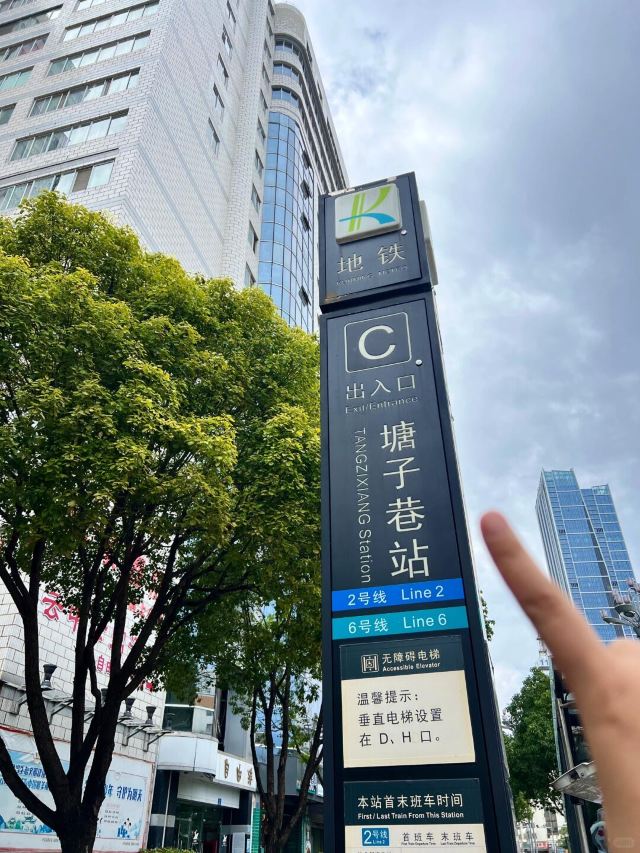 地铁
KUNMING METRO
C
出入口
Exit/Entrance
塘子巷站
TANGZIXIANG Station
2号线 Line 2
6号线 Line 6
无障碍电梯
Accessible Elevator
温馨提示：
垂直电梯设置
在 D、H 口。
本站首末班车时间
First / Last Train From This Station
2号线 首班车 末班车